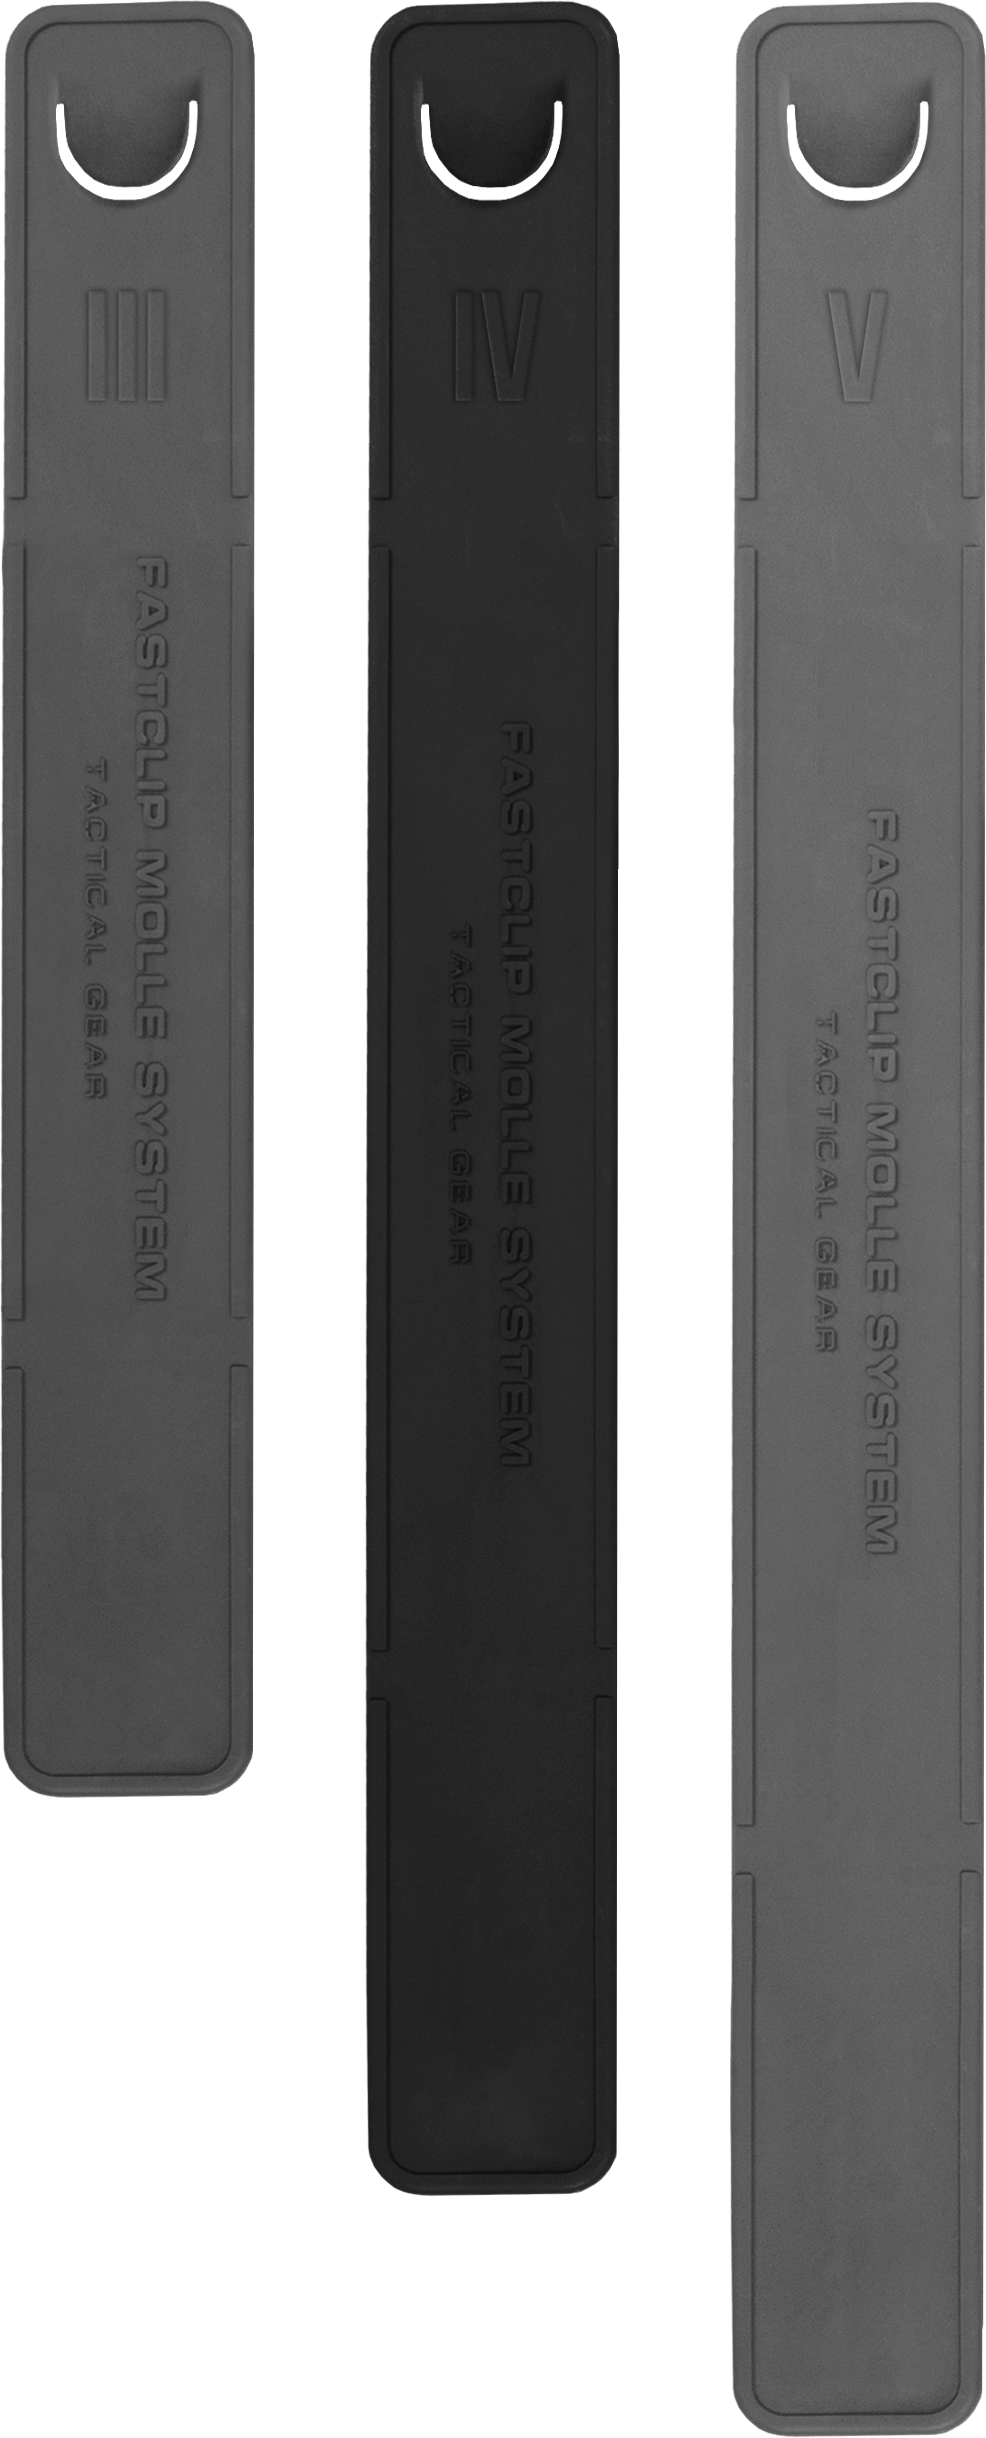 III
FASTCLIP MOLLE SYSTEM
TACTICAL GEAR
IV
FASTCLIP MOLLE SYSTEM
TACTICAL GEAR
V
FASTCLIP MOLLE SYSTEM
TACTICAL GEAR